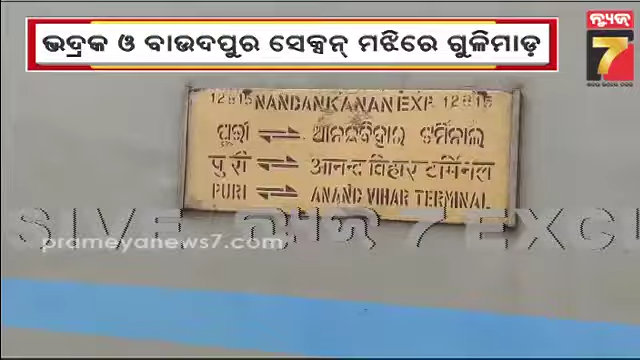 ଭଦ୍ରକ ଓ ବାଉଦପୁର ସେକ୍ସନ୍ ମଝିରେ ଗୁଳିମାଡ଼
ନ୍ୟୁଜ୍
7
12815 NANDANKANAN EXP 12815
ପୁରୀ ଆନନ୍ଦବିହାର ଟର୍ମିନାଲ
पुरी आनन्द विहार टर्मिनल
PURI ANAND VIHAR TERMINAL
SIVE ନ୍ୟୁଜ୍ 7 EXCL
prameyanews7.com